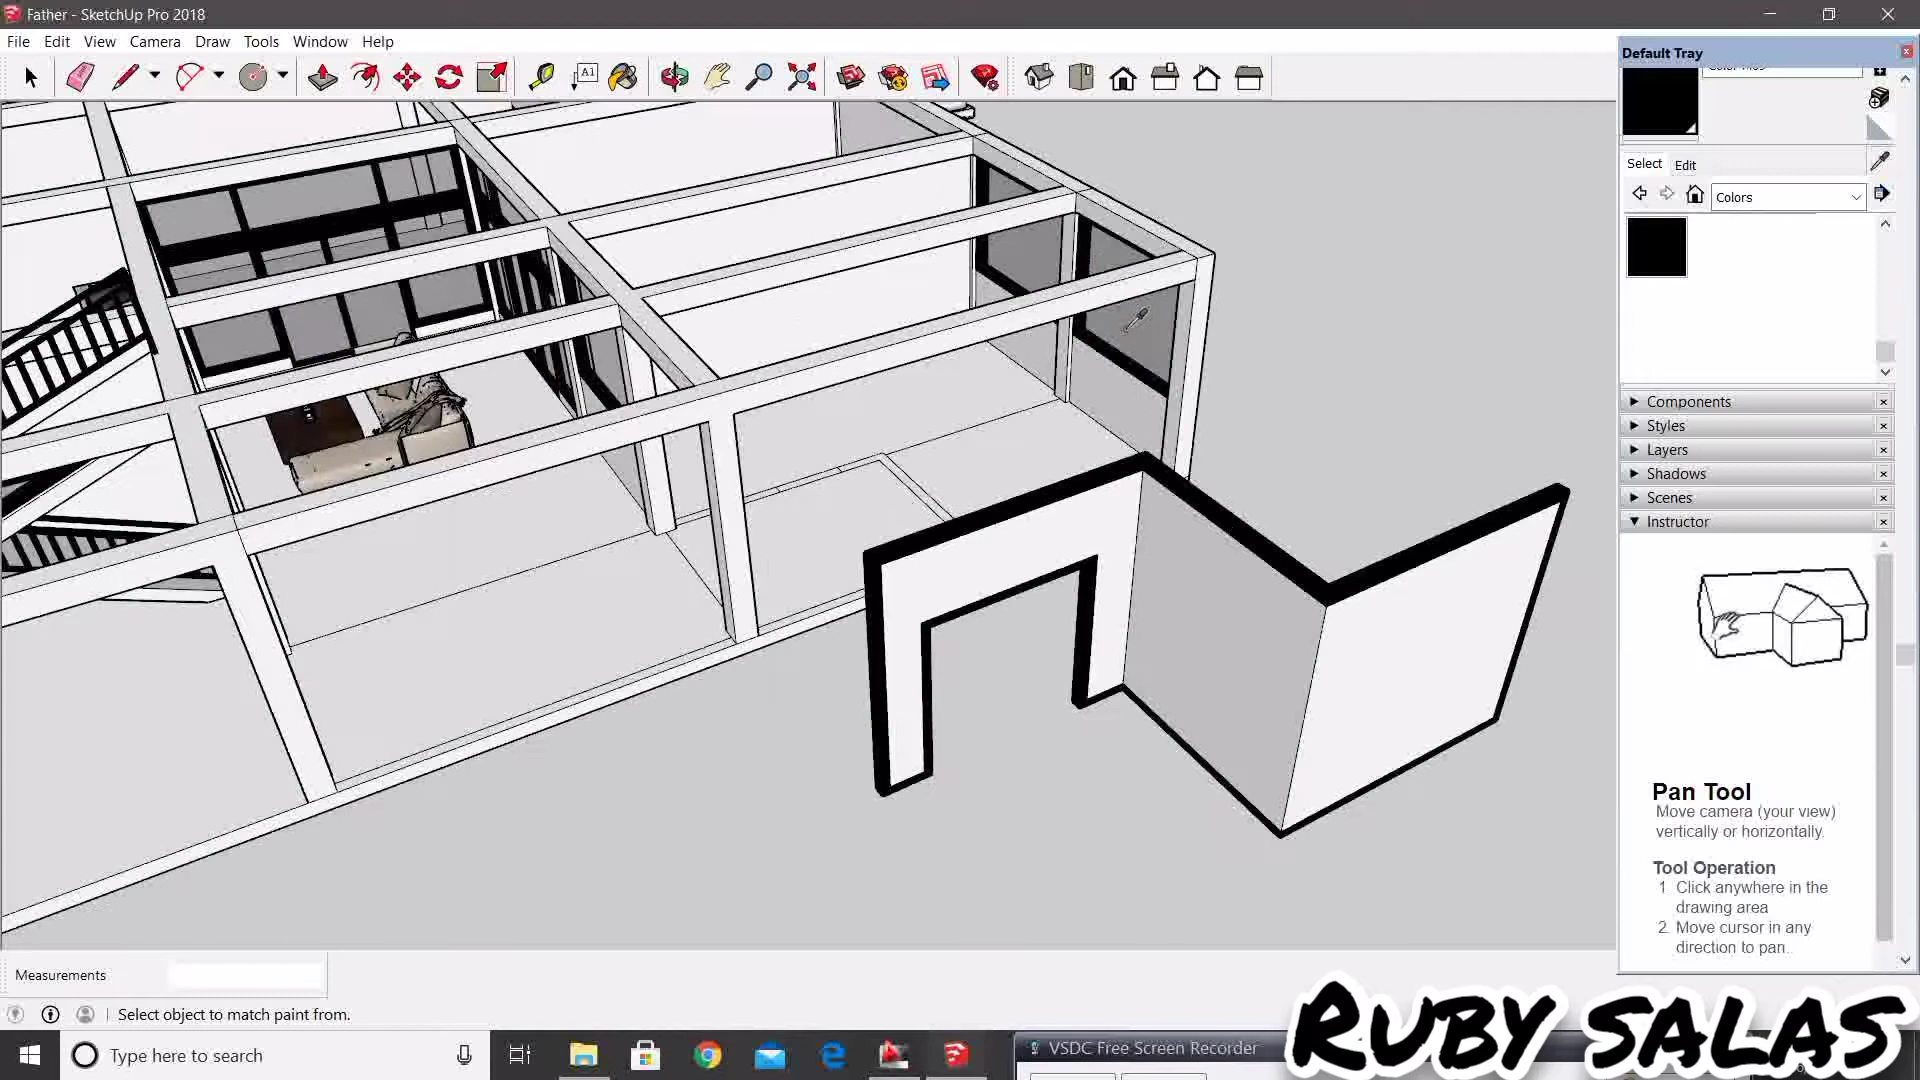 Father - SketchUp Pro 2018
File Edit View Camera Draw Tools Window Help
Default Tray
A1
Select Edit
Colors
Components
Styles
Layers
Shadows
Scenes
Instructor
Pan Tool
Move camera (your view)
vertically or horizontally.
Tool Operation
1 Click anywhere in the
drawing area
2. Move cursor in any
direction to pan.
Measurements
Select object to match paint from.
Type here to search
VSDC Free Screen Recorder
RUBY SALAS